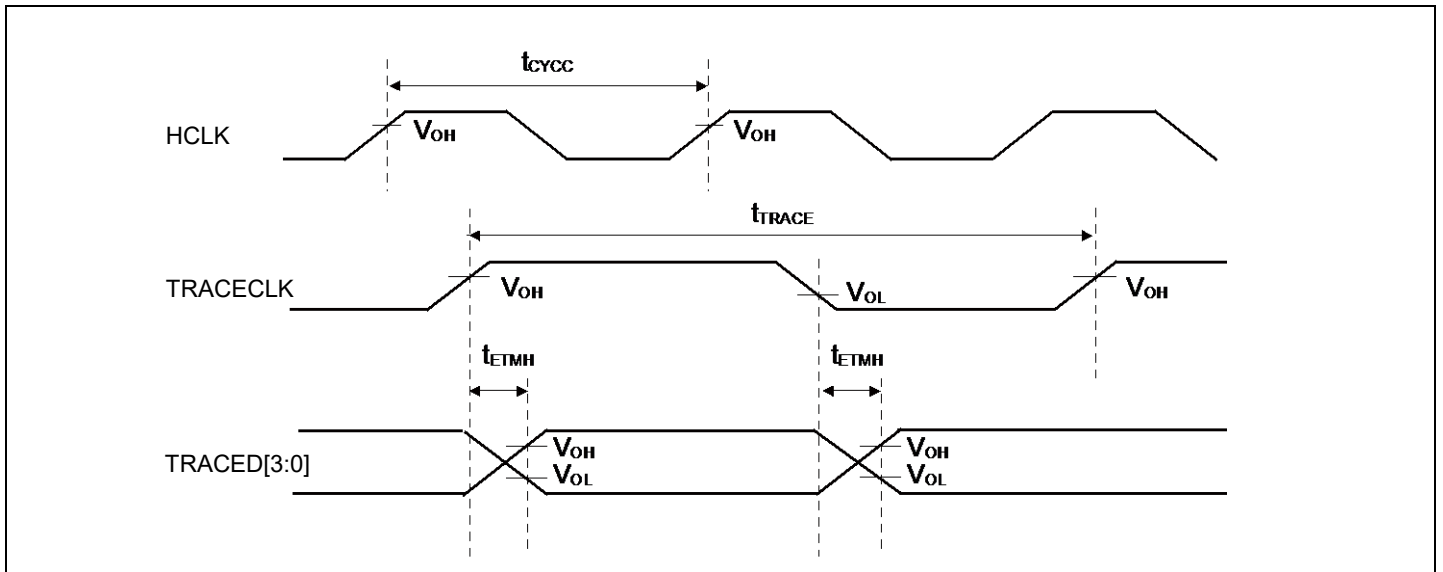 tCYCC
HCLK
VOH
VOH
tTRACE
TRACECLK
VOH
VOL
VOH
tETMH
tETMH
TRACED[3:0]
VOH
VOL
VOH
VOL